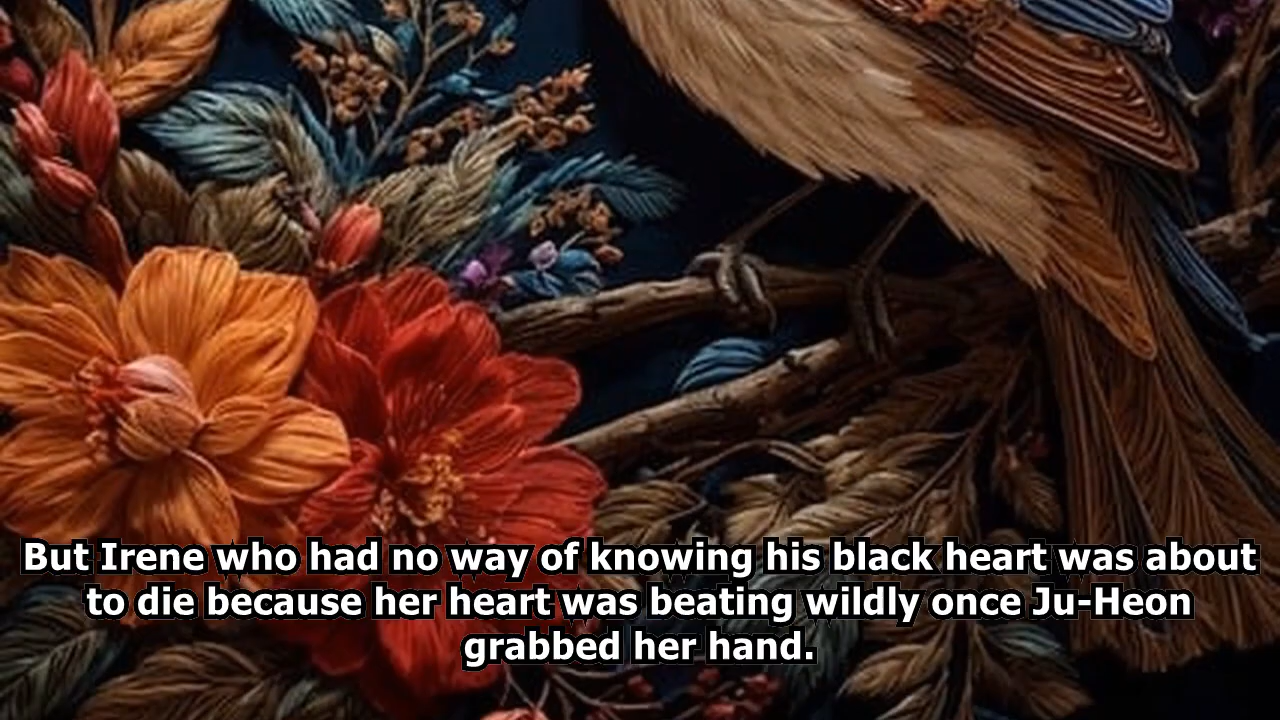 But Irene who had no way of knowing his black heart was about
to die because her heart was beating wildly once Ju-Heon
grabbed her hand.